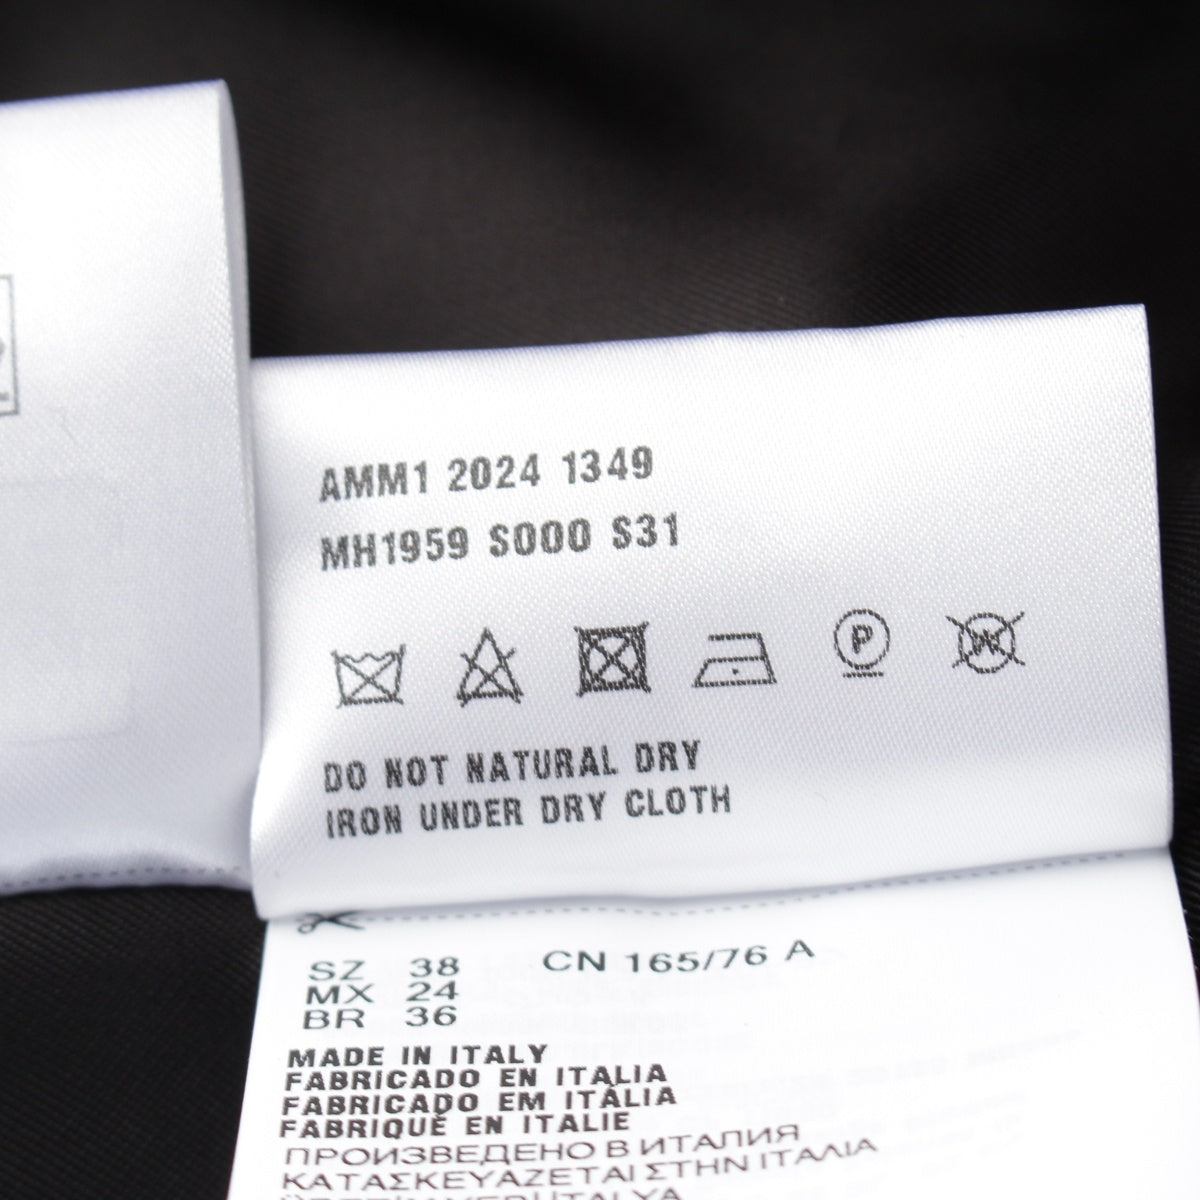 AMM1 2024 1349
MH1959 S000 S31
P
W
DO NOT NATURAL DRY
IRON UNDER DRY CLOTH
SZ 38 CN 165/76 A
MX 24
BR 36
MADE IN ITALY
FABRICADO EN ITALIA
FABRICADO EM ITÁLIA
FABRIQUÉ EN ITALIE
ПРОИЗВЕДЕНО В ИТАЛИЯ
ΚΑΤΑΣΚΕΥΑΖΕΤΑΙ ΣΤΗΝ ΙΤΑΛΙΑ